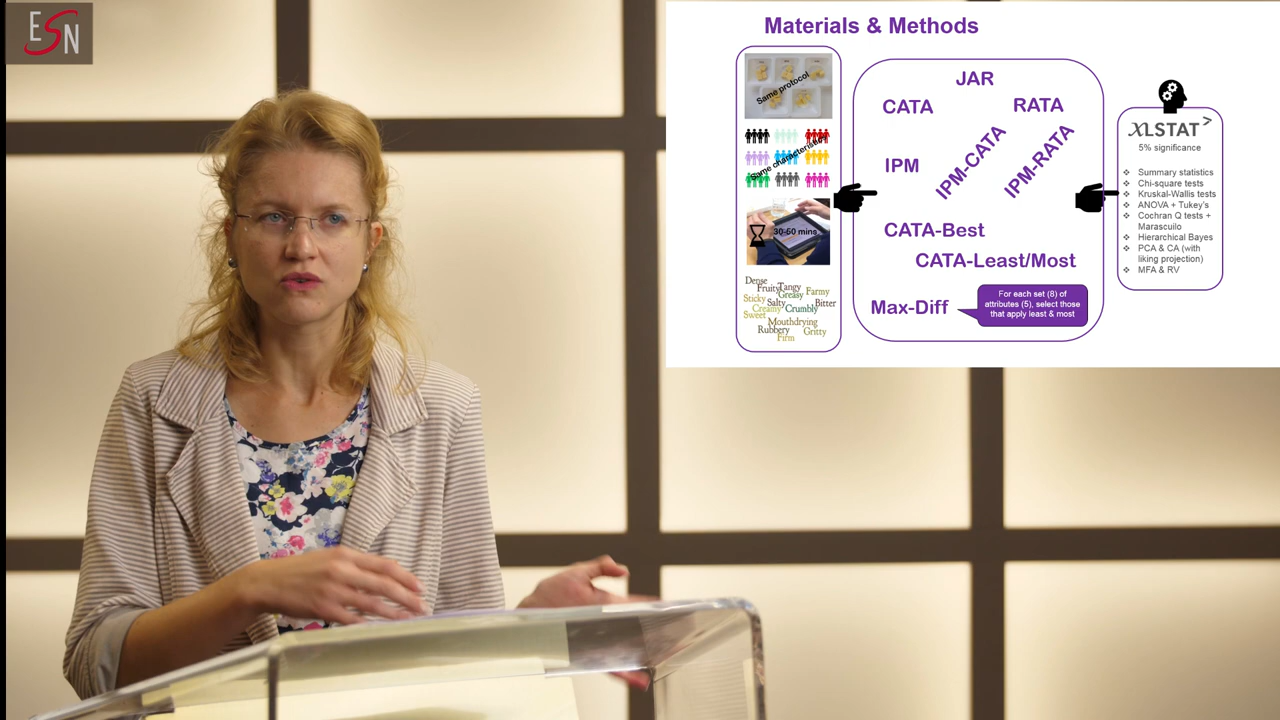 ESN
Materials & Methods
Same protocol
Same characteristics
30-60 mins
Dense
Fruity
Tangy
Greasy
Farmy
Sticky
Salty
Bitter
Creamy
Crumbly
Sweet
Mouthdrying
Rubbery
Gritty
Firm
JAR
CATA
RATA
IPM
IPM-CATA
IPM-RATA
CATA-Best
CATA-Least/Most
Max-Diff
For each set (8) of
attributes (5), select those
that apply least & most
XLSTAT
5% significance
❖ Summary statistics
❖ Chi-square tests
❖ Kruskal-Wallis tests
❖ ANOVA + Tukey's
❖ Cochran Q tests +
Marascuilo
❖ Hierarchical Bayes
❖ PCA & CA (with
liking projection)
❖ MFA & RV